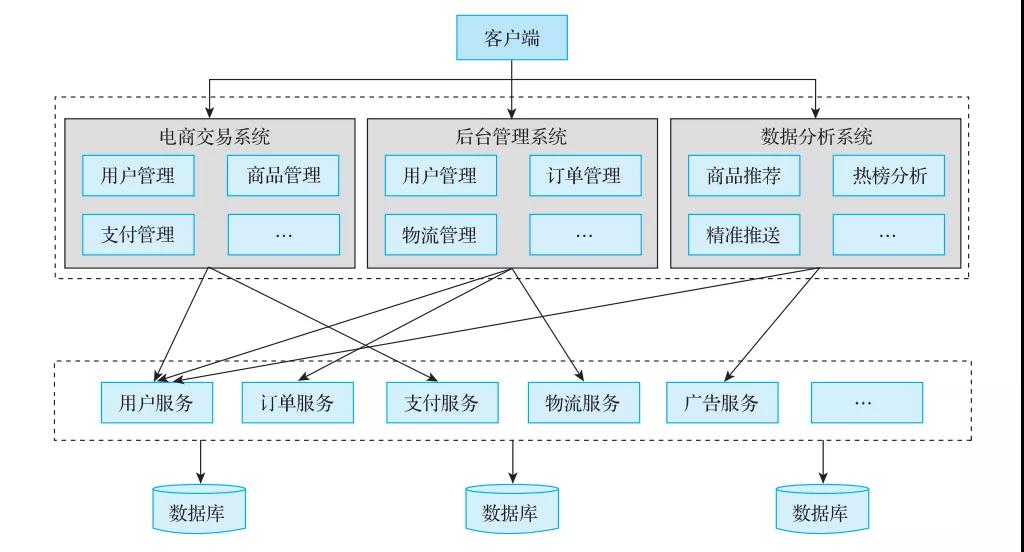 客户端
电商交易系统
用户管理
商品管理
支付管理
…
后台管理系统
用户管理
订单管理
物流管理
…
数据分析系统
商品推荐
热榜分析
精准推送
…
用户服务
订单服务
支付服务
物流服务
广告服务
…
数据库
数据库
数据库